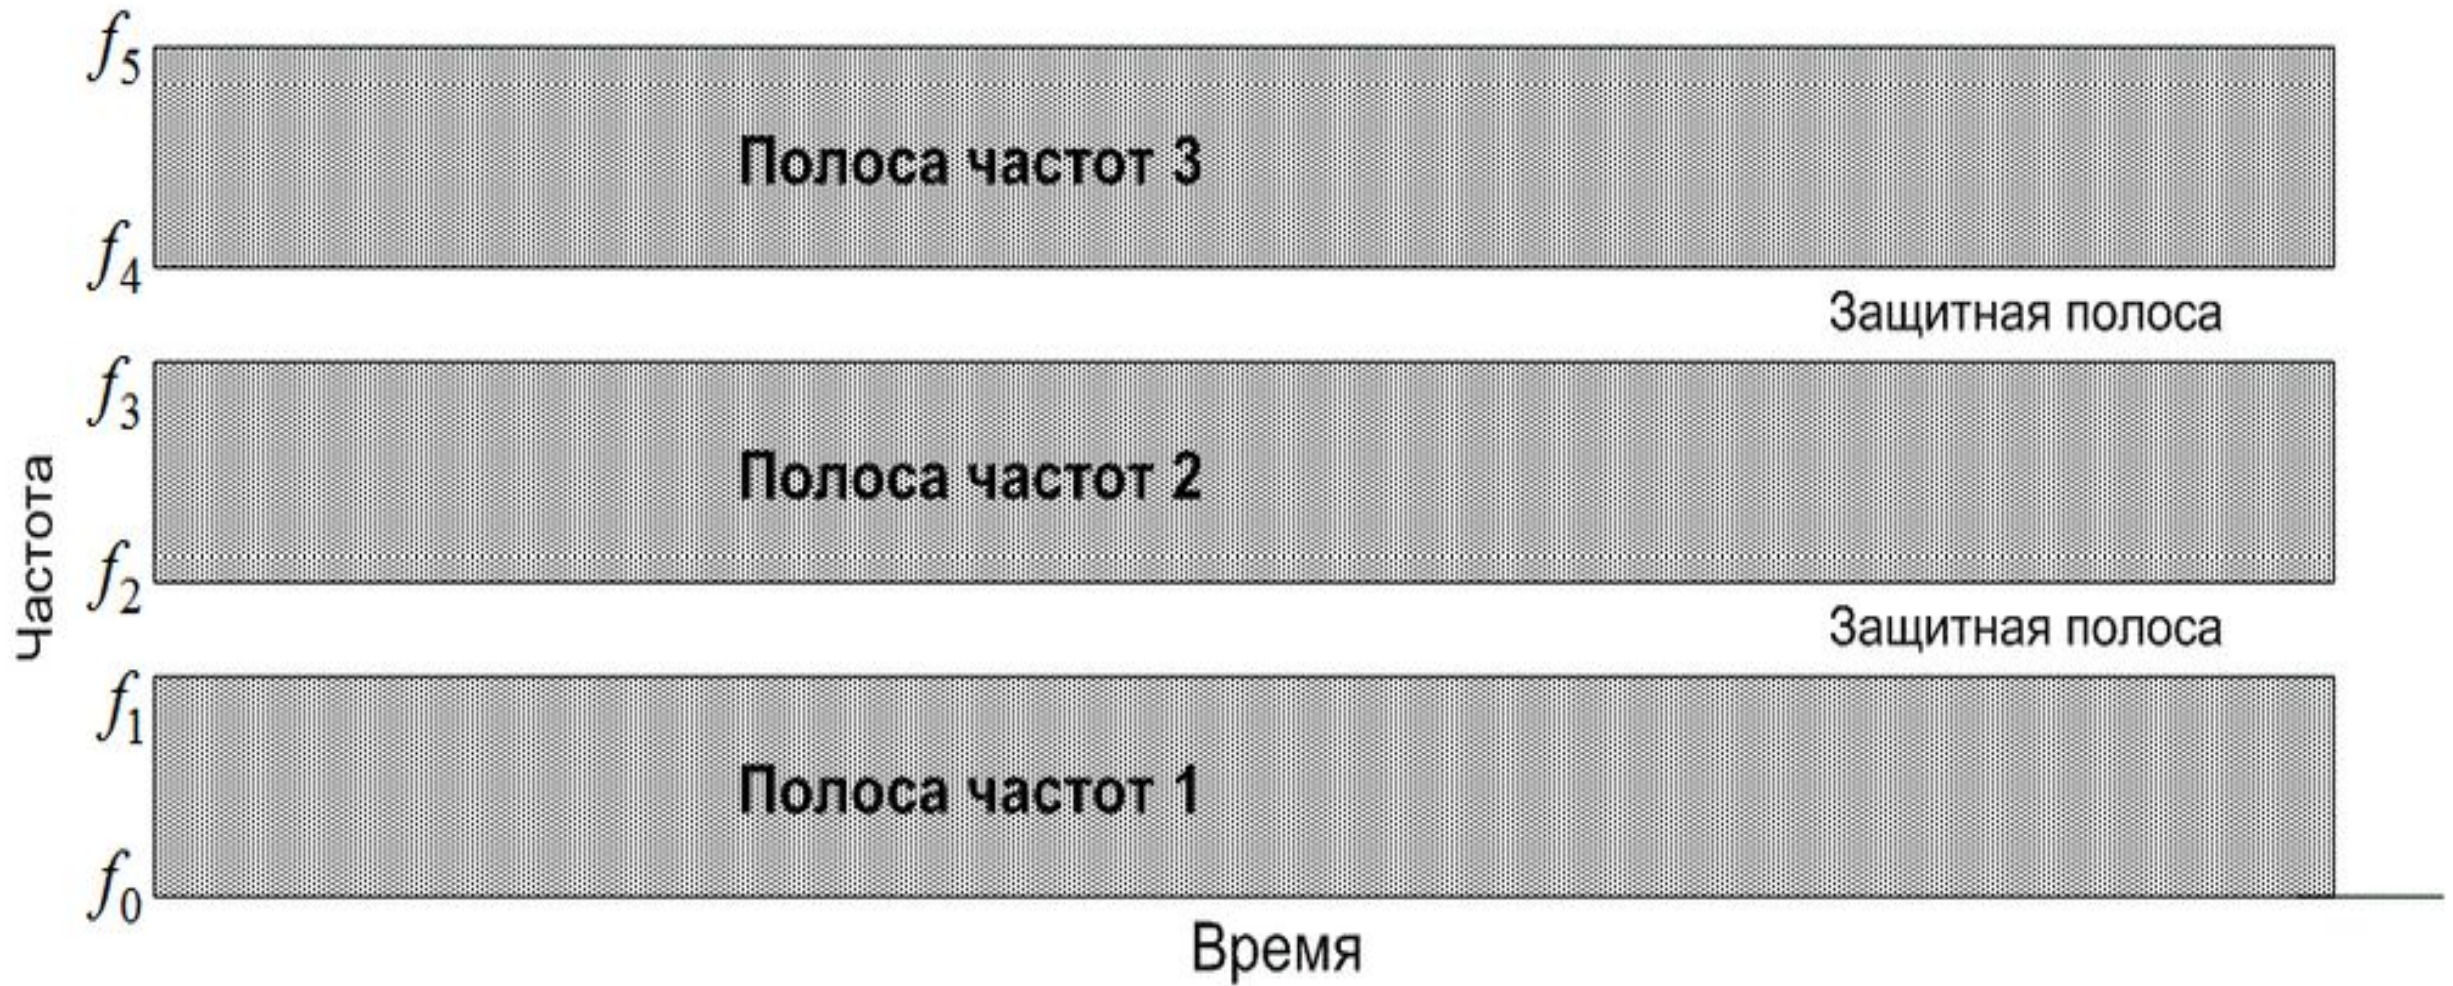 f5
Полоса частот 3
f4
Защитная полоса
f3
Полоса частот 2
f2
Защитная полоса
f1
Полоса частот 1
f0
Частота
Время